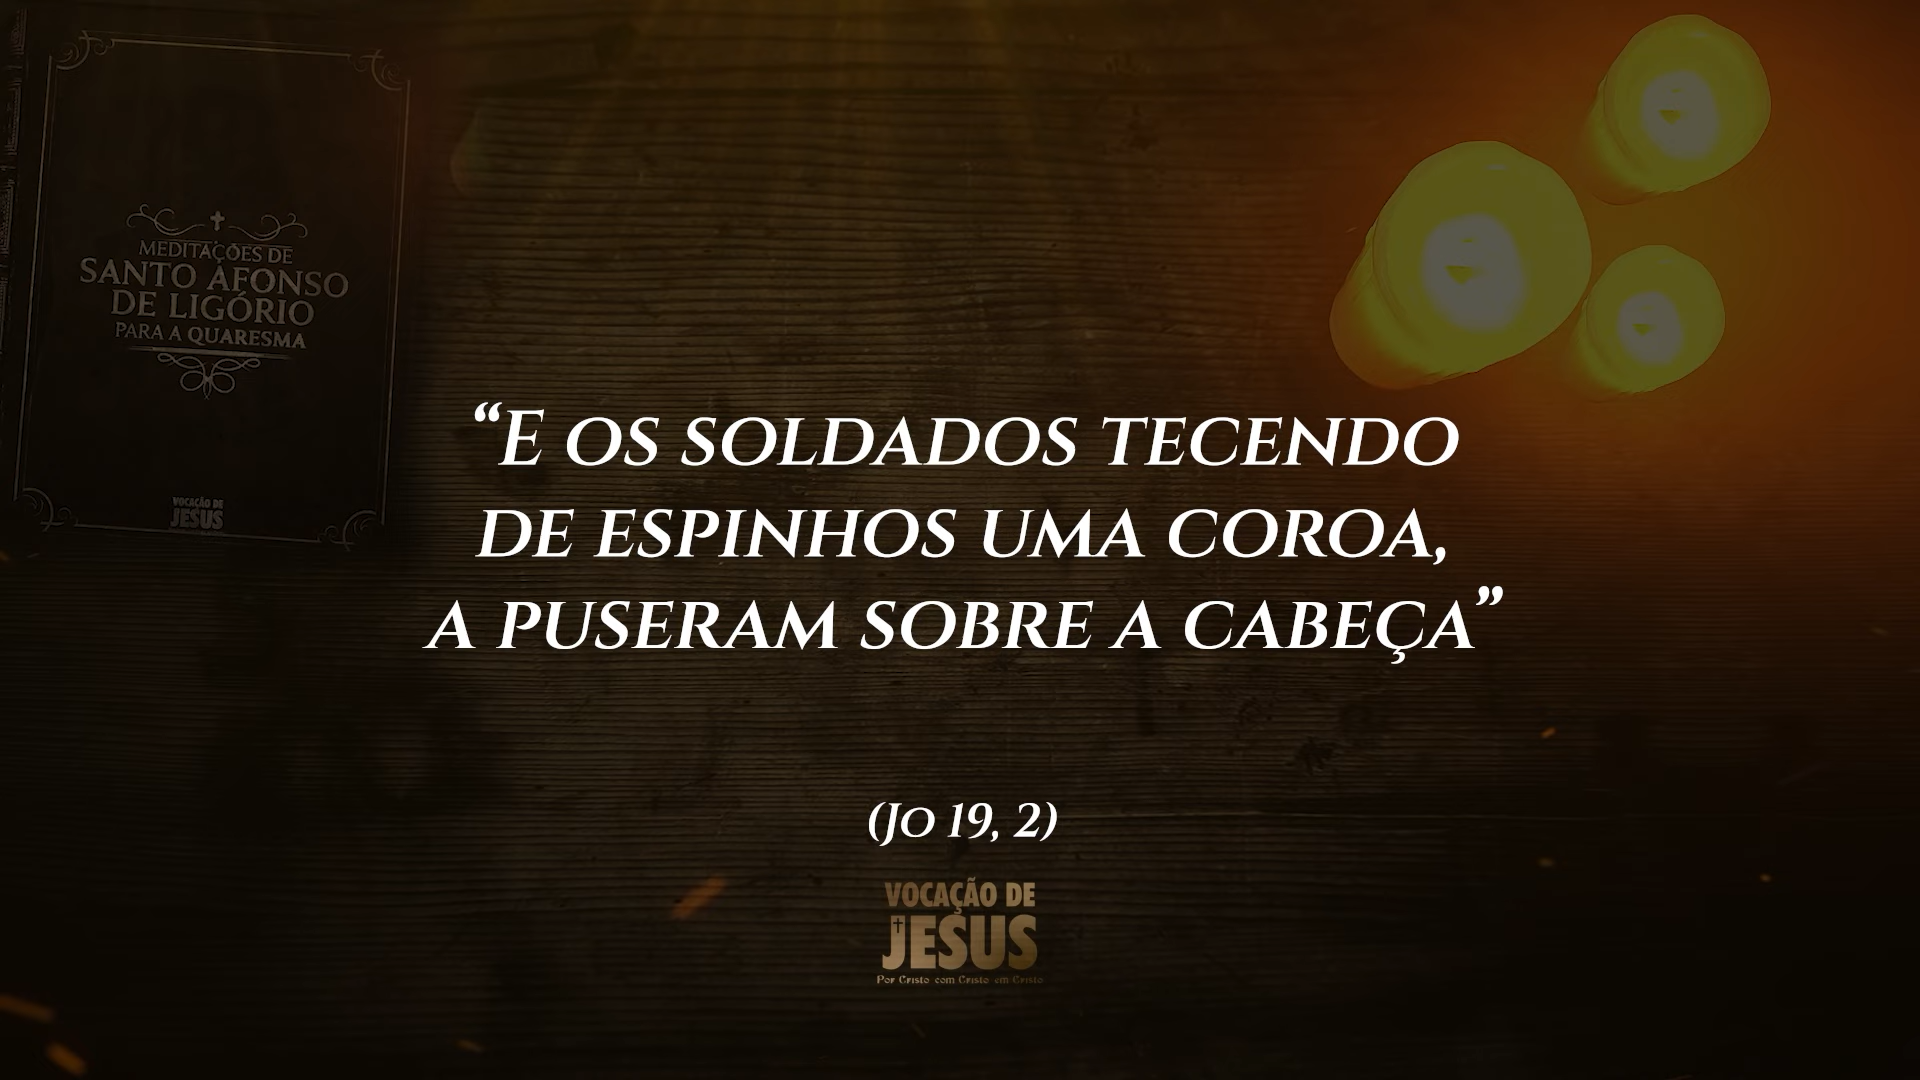 MEDITAÇÕES DE
SANTO AFONSO
DE LIGÓRIO
PARA A QUARESMA
VOCAÇÃO DE
JESUS
“E OS SOLDADOS TECENDO
DE ESPINHOS UMA COROA,
A PUSERAM SOBRE A CABEÇA”
(JO 19, 2)
VOCAÇÃO DE
JESUS
Por Cristo com Cristo em Cristo